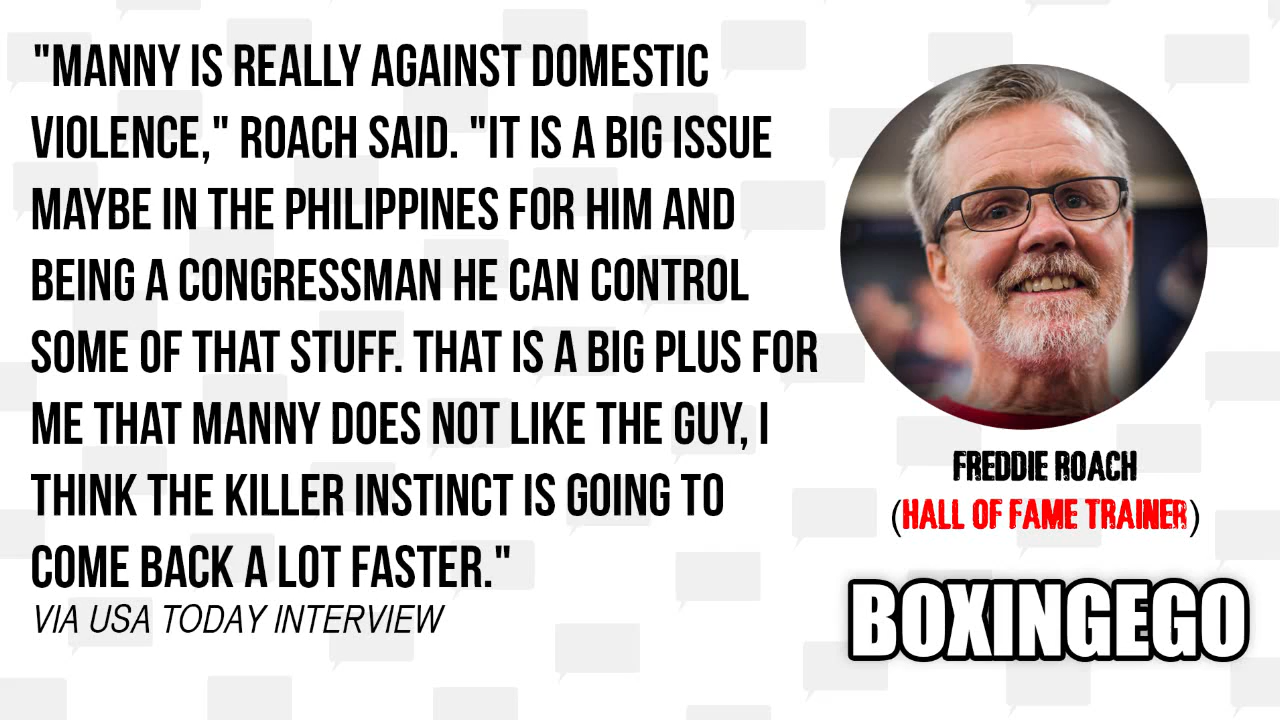 "MANNY IS REALLY AGAINST DOMESTIC
VIOLENCE," ROACH SAID. "IT IS A BIG ISSUE
MAYBE IN THE PHILIPPINES FOR HIM AND
BEING A CONGRESSMAN HE CAN CONTROL
SOME OF THAT STUFF. THAT IS A BIG PLUS FOR
ME THAT MANNY DOES NOT LIKE THE GUY, I
THINK THE KILLER INSTINCT IS GOING TO
COME BACK A LOT FASTER."
VIA USA TODAY INTERVIEW
FREDDIE ROACH
(HALL OF FAME TRAINER)
BOXINGEGO